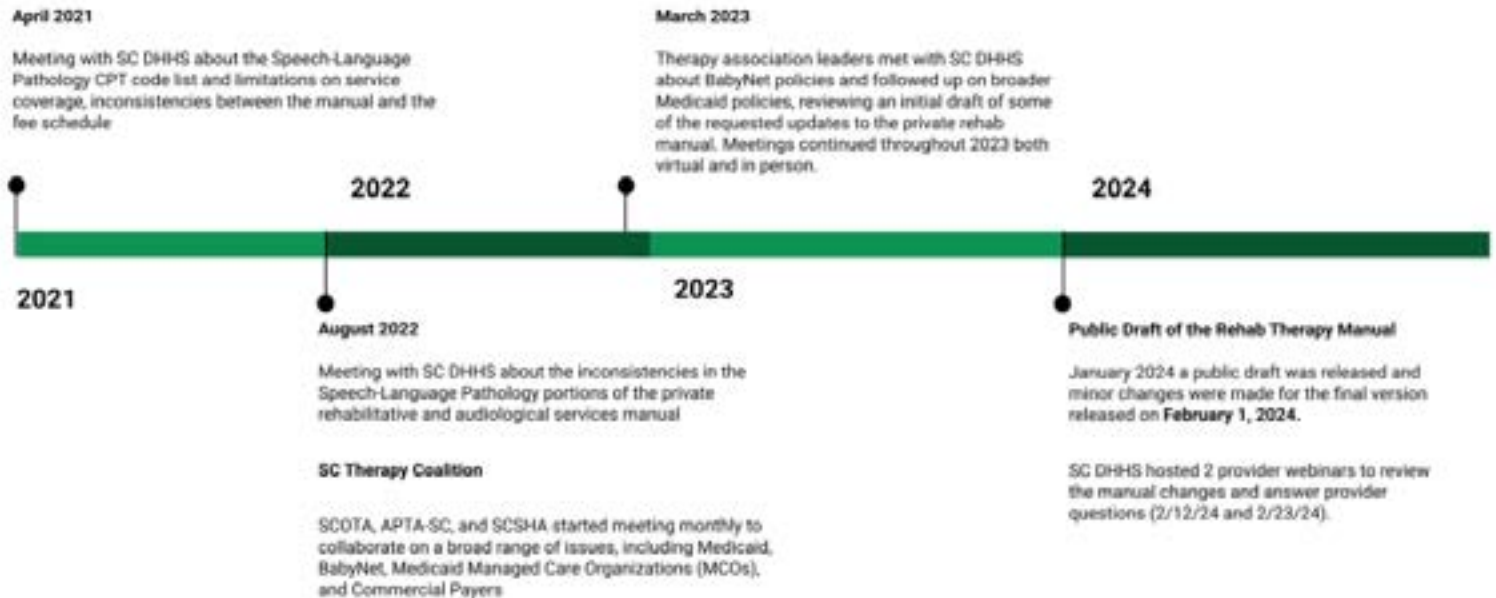 April 2021
Meeting with SC DHHS about the Speech-Language
Pathology CPT code list and limitations on service
coverage, inconsistencies between the manual and the
fee schedule
March 2023
Therapy association leaders met with SC DHHS
about BabyNet policies and followed up on broader
Medicaid policies, reviewing an initial draft of some
of the requested updates to the private rehab
manual. Meetings continued throughout 2023 both
virtual and in person.
2022
2024
2021
2023
August 2022
Meeting with SC DHHS about the inconsistencies in the
Speech-Language Pathology portions of the private
rehabilitative and audiological services manual
SC Therapy Coalition
SCOTA, APTA-SC, and SCSHA started meeting monthly to
collaborate on a broad range of issues, including Medicaid,
BabyNet, Medicaid Managed Care Organizations (MCOs),
and Commercial Payers
Public Draft of the Rehab Therapy Manual
January 2024 a public draft was released and
minor changes were made for the final version
released on February 1, 2024.
SC DHHS hosted 2 provider webinars to review
the manual changes and answer provider
questions (2/12/24 and 2/23/24).